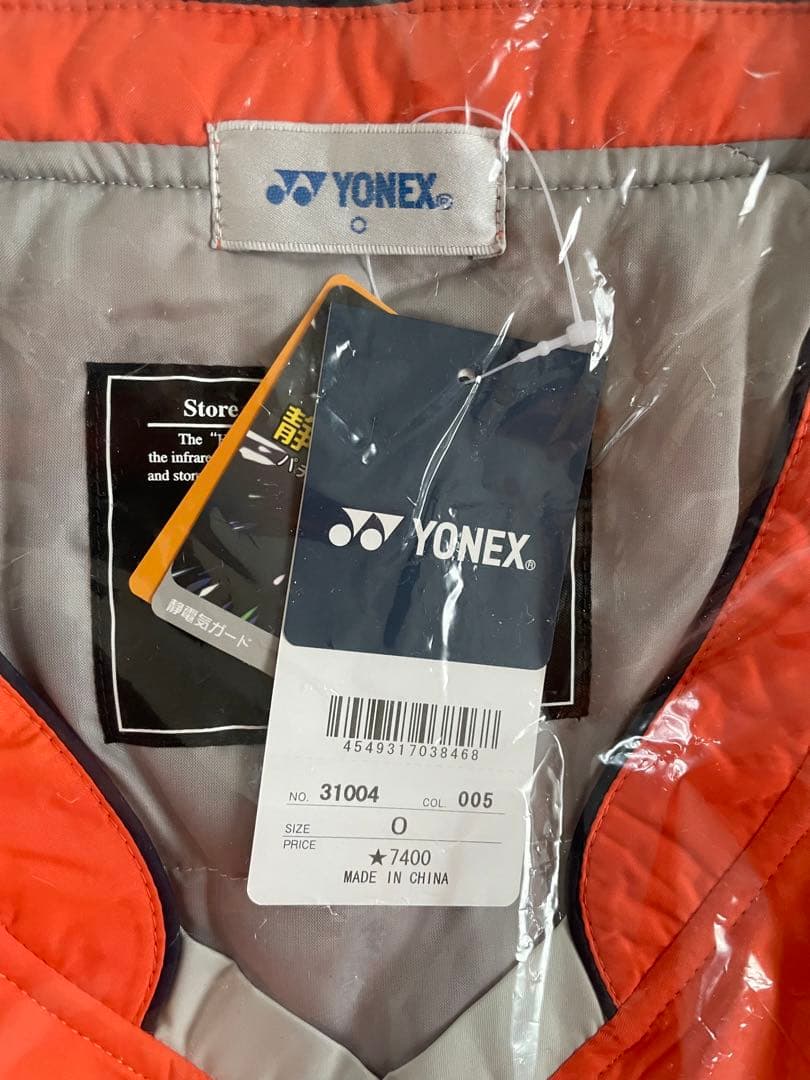 YONEX®
O
Store
The "
the infrare
and stor
静電気ガード
YONEX®
4549317038468
NO. 31004 COL. 005
SIZE O
PRICE
★7400
MADE IN CHINA